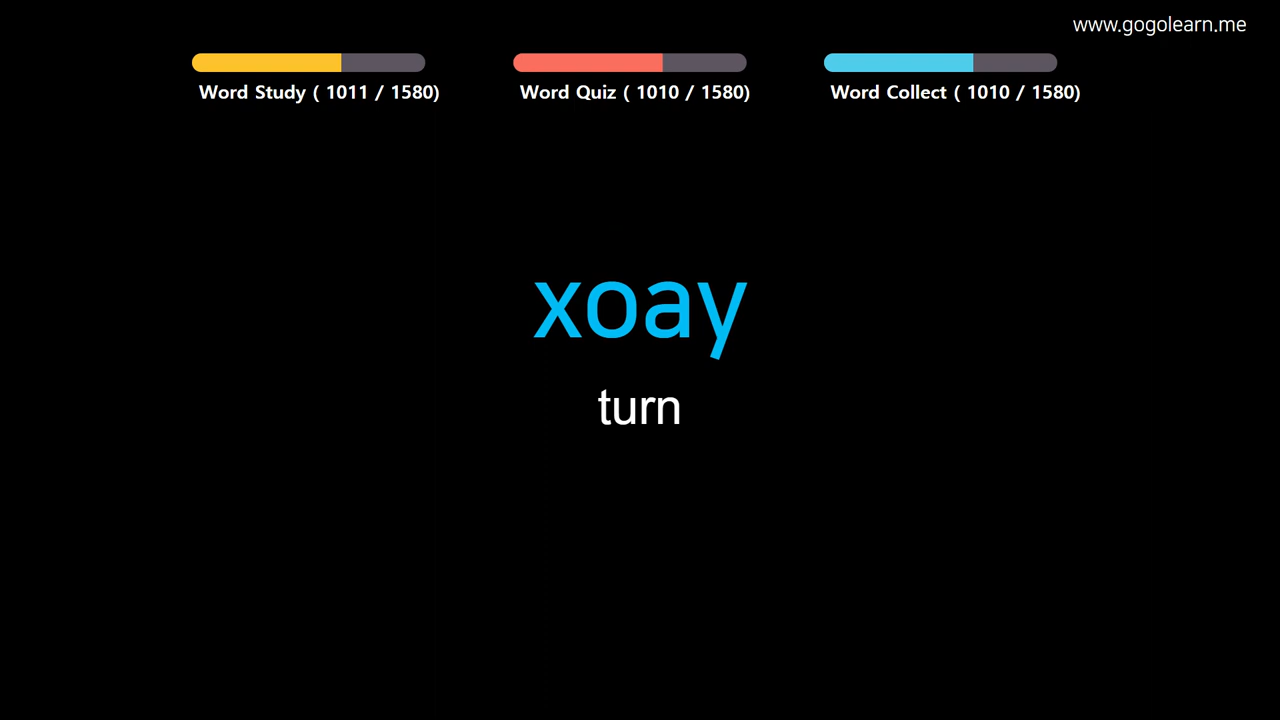 www.gogolearn.me
Word Study ( 1011 / 1580)
Word Quiz ( 1010 / 1580)
Word Collect ( 1010 / 1580)
xoay
turn